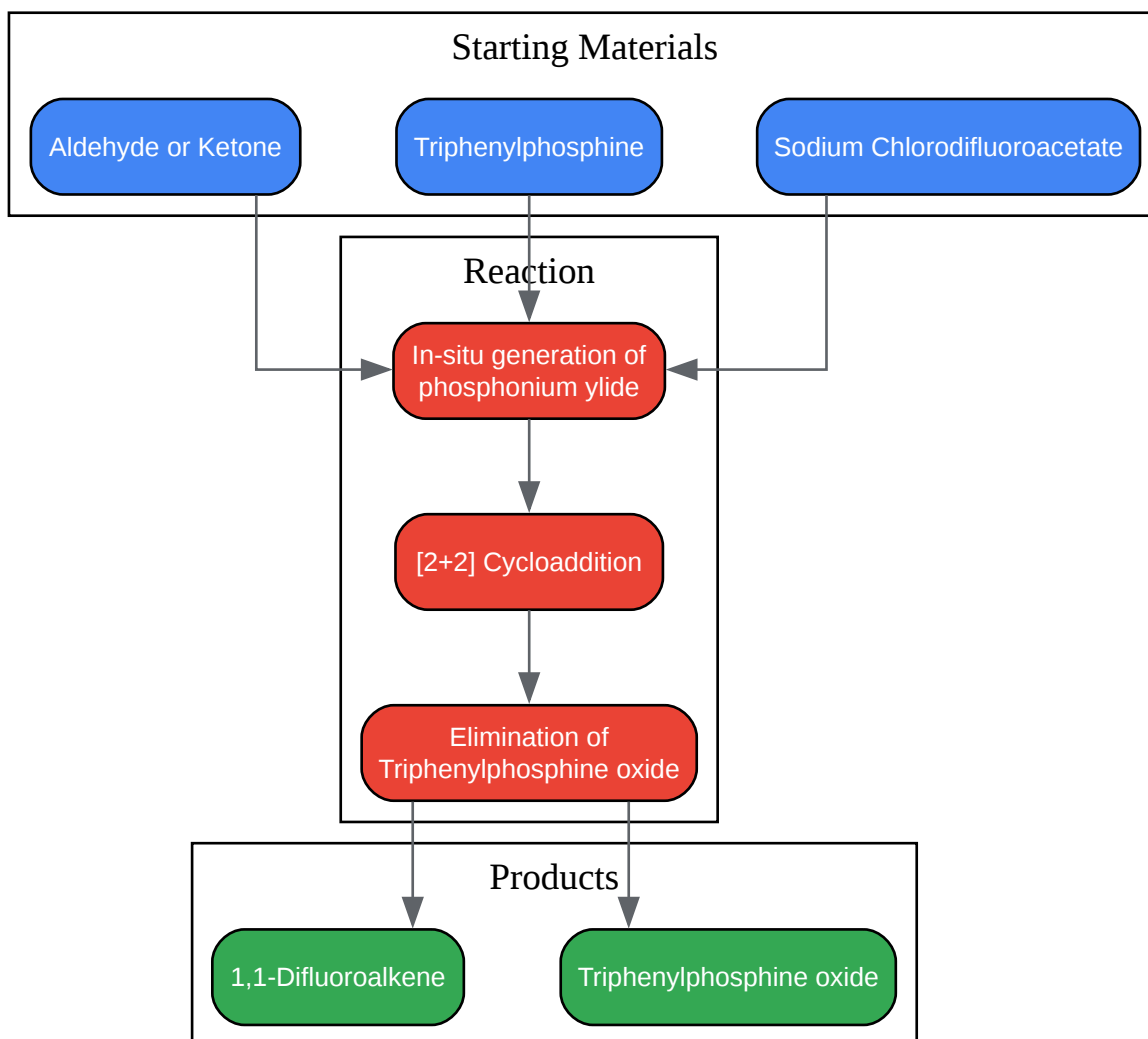 Starting Materials
Aldehyde or Ketone
Triphenylphosphine
Sodium Chlorodifluoroacetate
Reaction
In-situ generation of
phosphonium ylide
[2+2] Cycloaddition
Elimination of
Triphenylphosphine oxide
Products
1,1-Difluoroalkene
Triphenylphosphine oxide